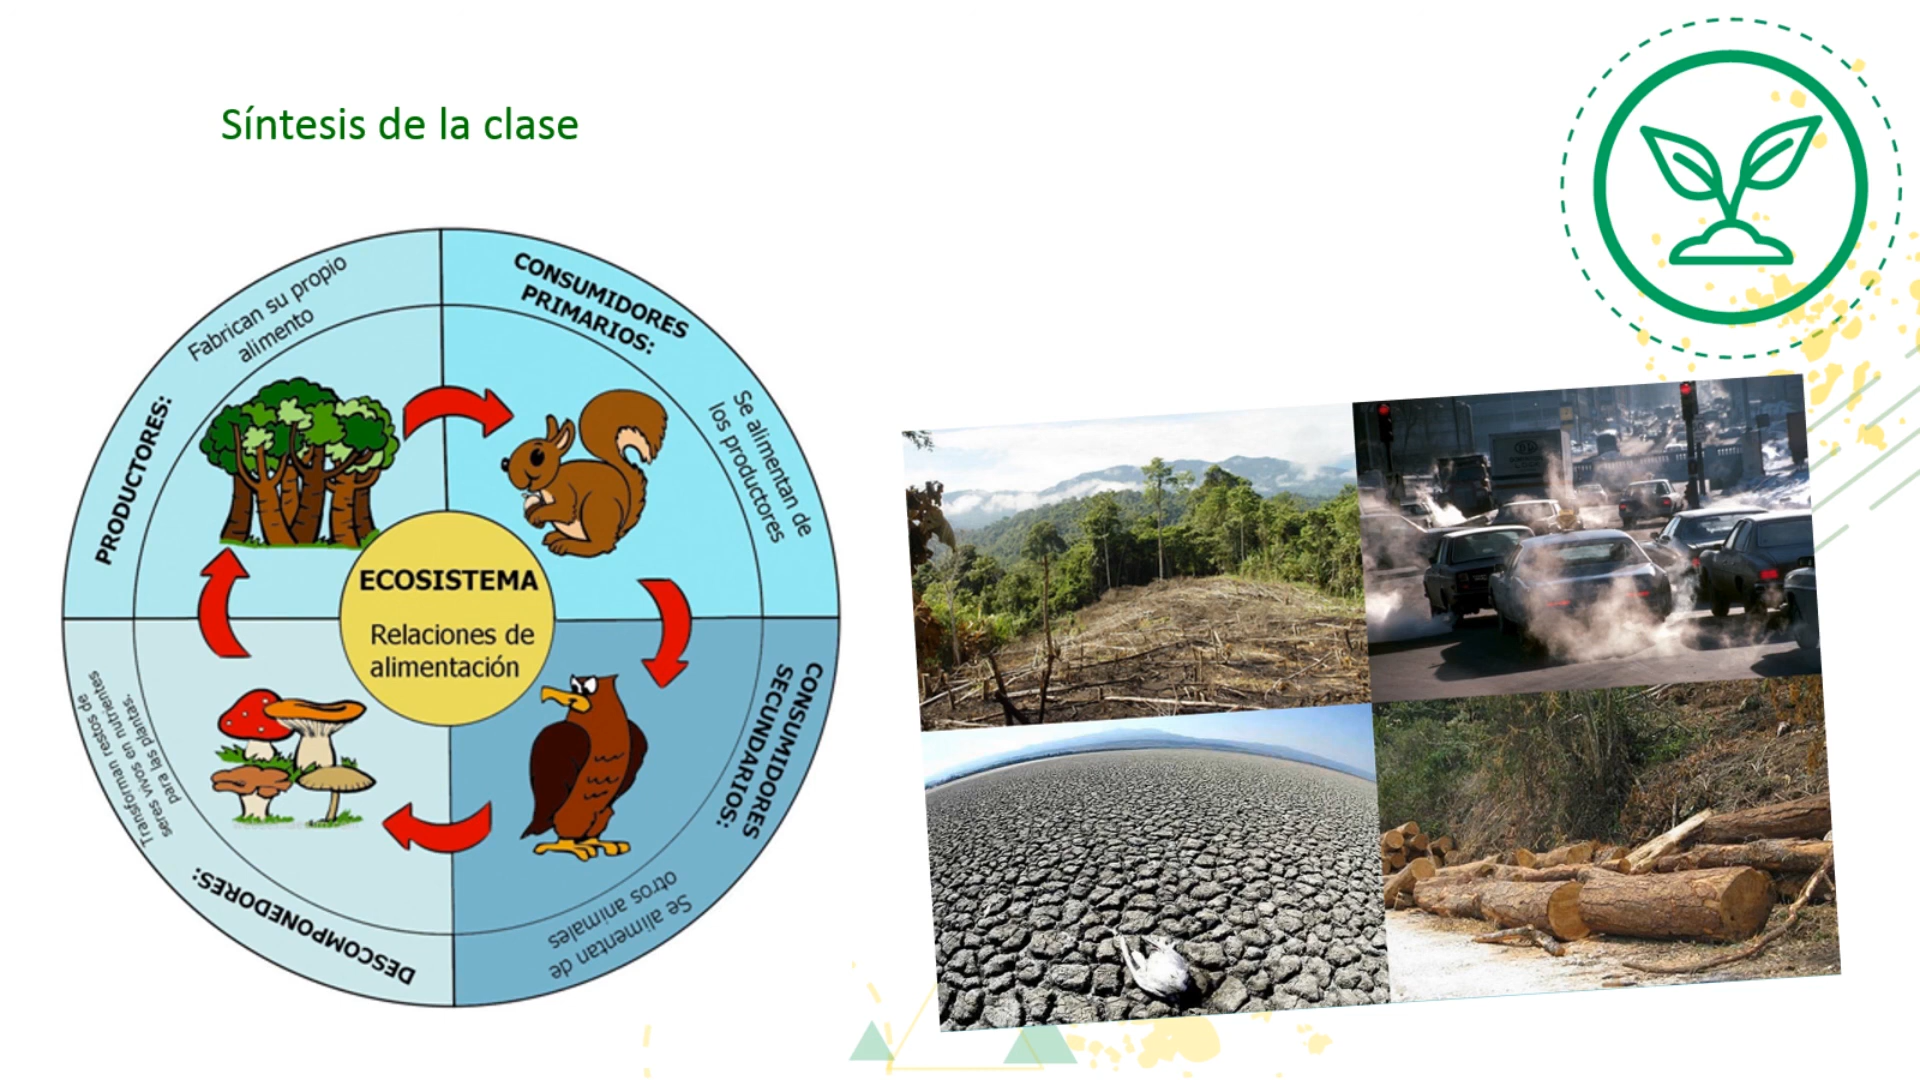 Síntesis de la clase
PRODUCTORES:
Fabrican su propio
alimento
CONSUMIDORES
PRIMARIOS:
Se alimentan de
los productores
CONSUMIDORES
SECUNDARIOS:
Se alimentan de
otros animales
DESCOMPONEDORES:
Transforman restos de
seres vivos en nutrientes
para las plantas.
ECOSISTEMA
Relaciones de
alimentación